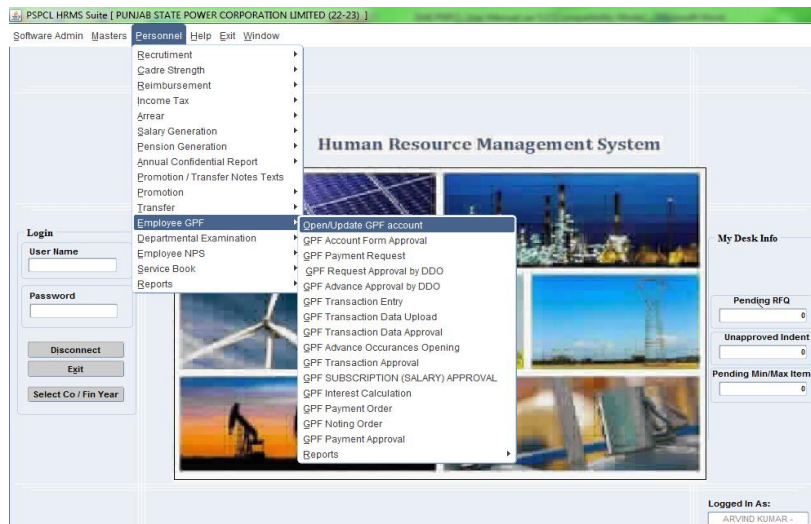 PSPCL HRMS Suite [ PUNJAB STATE POWER CORPORATION LIMITED (22-23) ]
Software Admin Masters Personnel Help Exit Window
Recrutiment
Cadre Strength
Reimbursement
Income Tax
Arrear
Salary Generation
Pension Generation
Annual Confidential Report
Promotion / Transfer Notes Texts
Promotion
Transfer
Employee GPF
Departmental Examination
Employee NPS
Service Book
Reports
Open/Update GPF account
GPF Account Form Approval
GPF Payment Request
GPF Request Approval by DDO
GPF Advance Approval by DDO
GPF Transaction Entry
GPF Transaction Data Upload
GPF Transaction Data Approval
GPF Advance Occurances Opening
GPF Transaction Approval
GPF SUBSCRIPTION (SALARY) APPROVAL
GPF Interest Calculation
GPF Payment Order
GPF Noting Order
GPF Payment Approval
Reports
Human Resource Management System
Login
User Name
Password
Disconnect
Exit
Select Co / Fin Year
My Desk Info
Pending RFQ
0
Unapproved Indent
0
Pending Min/Max Item
0
Logged In As:
ARVIND KUMAR -